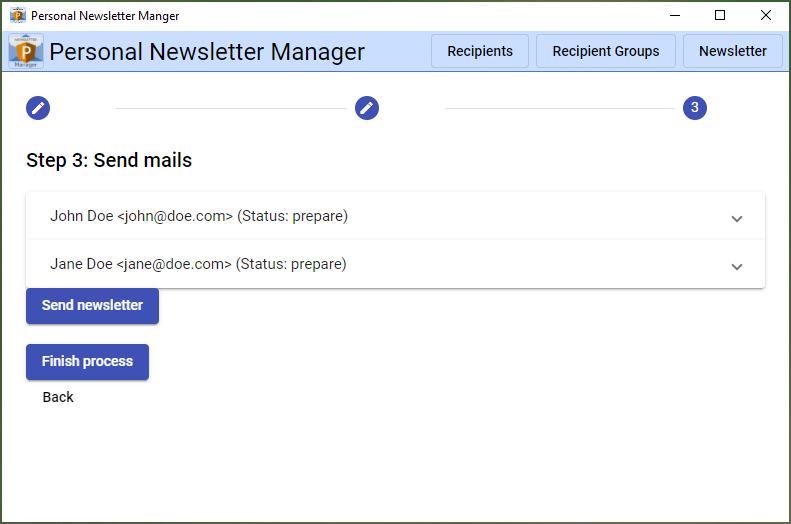 Personal Newsletter Manger
Personal Newsletter Manager
Recipients
Recipient Groups
Newsletter
3
Step 3: Send mails
John Doe <john@doe.com> (Status: prepare)
Jane Doe <jane@doe.com> (Status: prepare)
Send newsletter
Finish process
Back